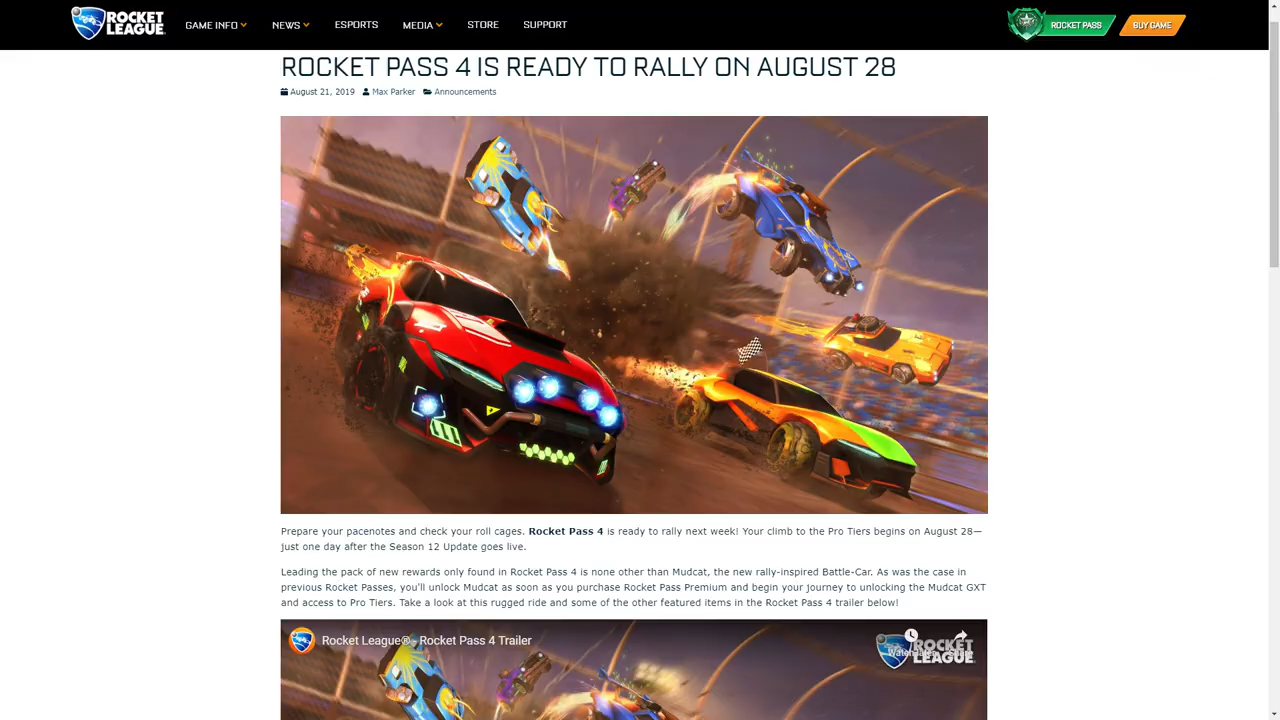 ROCKET LEAGUE
GAME INFO
NEWS
ESPORTS
MEDIA
STORE
SUPPORT
ROCKET PASS
BUY GAME
ROCKET PASS 4 IS READY TO RALLY ON AUGUST 28
August 21, 2019 Max Parker Announcements
Prepare your pacenotes and check your roll cages. Rocket Pass 4 is ready to rally next week! Your climb to the Pro Tiers begins on August 28—
just one day after the Season 12 Update goes live.
Leading the pack of new rewards only found in Rocket Pass 4 is none other than Mudcat, the new rally-inspired Battle-Car. As was the case in
previous Rocket Passes, you'll unlock Mudcat as soon as you purchase Rocket Pass Premium and begin your journey to unlocking the Mudcat GXT
and access to Pro Tiers. Take a look at this rugged ride and some of the other featured items in the Rocket Pass 4 trailer below!
Rocket League® - Rocket Pass 4 Trailer
Watch later
Share
ROCKET LEAGUE